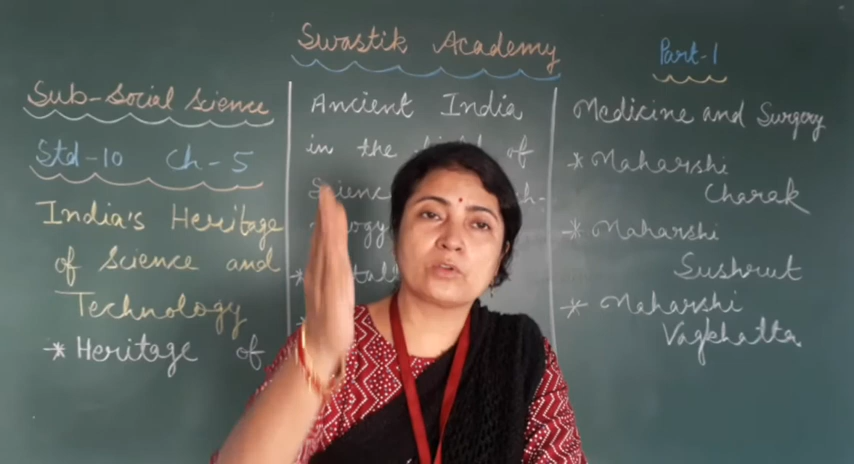 Swastik Academy
Part-1
Sub-Social Science
Std-10 Ch-5
India's Heritage
of Science and
Technology
* Heritage of
Ancient India
in the of
* 
Medicine and Surgery
* Maharshi
Charak
* Maharshi
Sushrut
* Maharshi
Vagbhatta